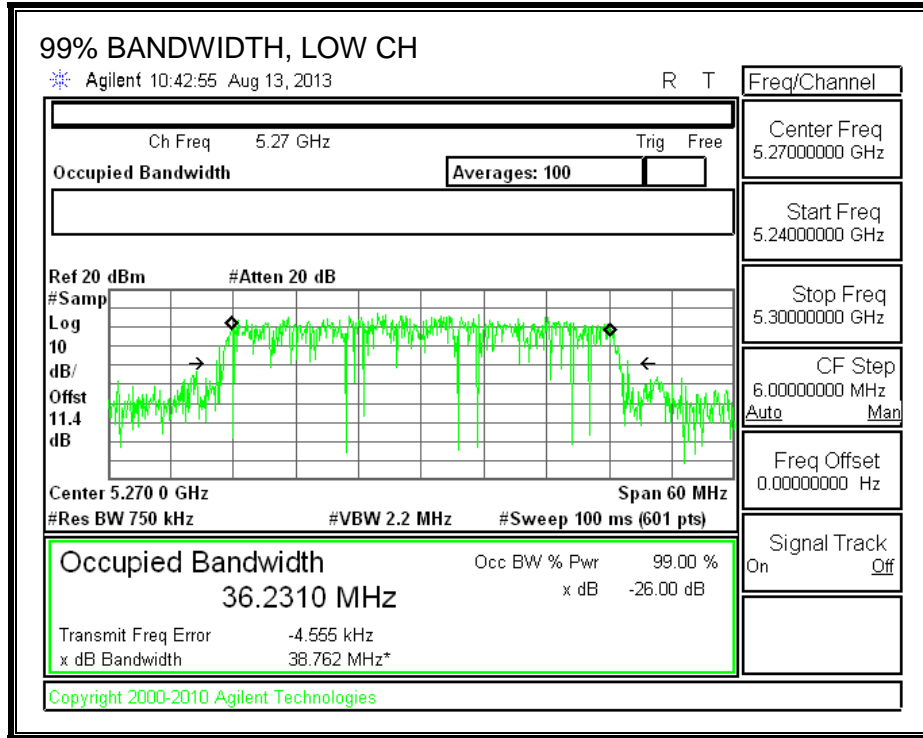 99% BANDWIDTH, LOW CH
Agilent 10:42:55 Aug 13, 2013 R T
Ch Freq 5.27 GHz Trig Free
Occupied Bandwidth Averages: 100
Ref 20 dBm #Atten 20 dB
#Samp
Log
10
dB/
Offst
11.4
dB
Center 5.270 0 GHz Span 60 MHz
#Res BW 750 kHz #VBW 2.2 MHz #Sweep 100 ms (601 pts)
Occupied Bandwidth Occ BW % Pwr 99.00 %
36.2310 MHz x dB -26.00 dB
Transmit Freq Error -4.555 kHz
x dB Bandwidth 38.762 MHz*
Copyright 2000-2010 Agilent Technologies
Freq/Channel
Center Freq
5.27000000 GHz
Start Freq
5.24000000 GHz
Stop Freq
5.30000000 GHz
CF Step
6.00000000 MHz
Auto Man
Freq Offset
0.00000000 Hz
Signal Track
On Off